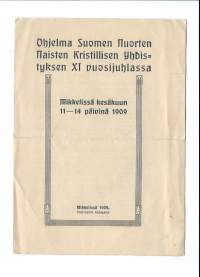 Ohjelma Suomen Nuorten
Naisten Kristillisen Yhdis=
tyksen XI vuosijuhlassa
Mikkelissä kesäkuun
11—14 päivinä 1909
Mikkelissä 1909.